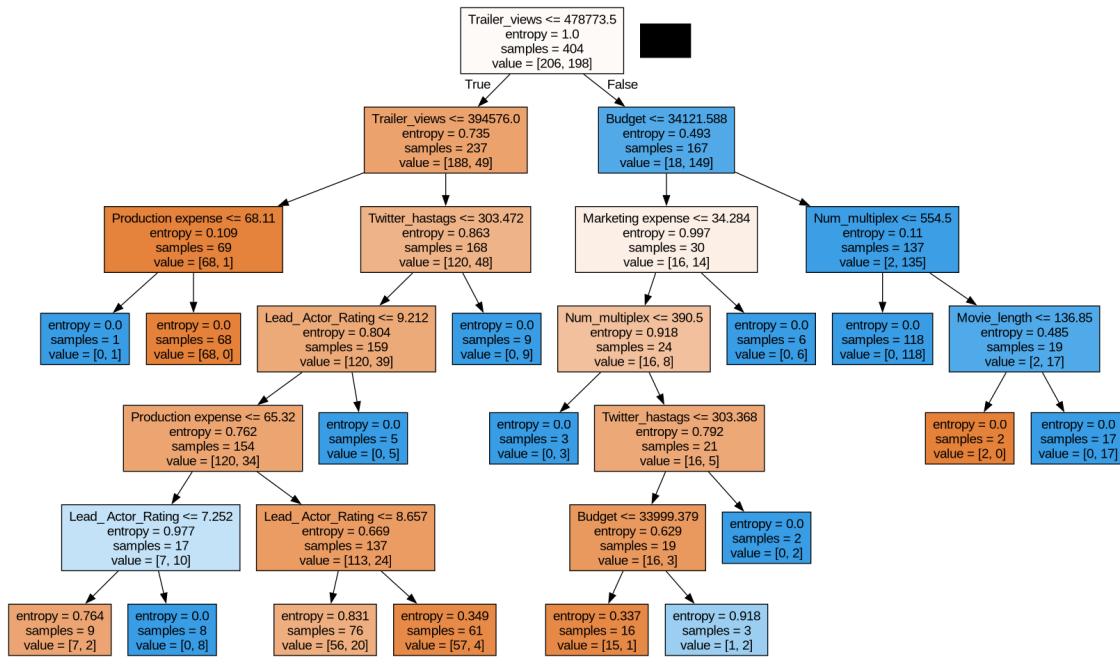 Trailer_views <= 478773.5
entropy = 1.0
samples = 404
value = [206, 198]
True
False
Trailer_views <= 394576.0
entropy = 0.735
samples = 237
value = [188, 49]
Budget <= 34121.588
entropy = 0.493
samples = 167
value = [18, 149]
Production expense <= 68.11
entropy = 0.109
samples = 69
value = [68, 1]
Twitter_hastags <= 303.472
entropy = 0.863
samples = 168
value = [120, 48]
Marketing expense <= 34.284
entropy = 0.997
samples = 30
value = [16, 14]
Num_multiplex <= 554.5
entropy = 0.11
samples = 137
value = [2, 135]
entropy = 0.0
samples = 1
value = [0, 1]
entropy = 0.0
samples = 68
value = [68, 0]
Lead_ Actor_Rating <= 9.212
entropy = 0.804
samples = 159
value = [120, 39]
entropy = 0.0
samples = 9
value = [0, 9]
Num_multiplex <= 390.5
entropy = 0.918
samples = 24
value = [16, 8]
entropy = 0.0
samples = 6
value = [0, 6]
entropy = 0.0
samples = 118
value = [0, 118]
Movie_length <= 136.85
entropy = 0.485
samples = 19
value = [2, 17]
Production expense <= 65.32
entropy = 0.762
samples = 154
value = [120, 34]
entropy = 0.0
samples = 5
value = [0, 5]
entropy = 0.0
samples = 3
value = [0, 3]
Twitter_hastags <= 303.368
entropy = 0.792
samples = 21
value = [16, 5]
entropy = 0.0
samples = 2
value = [2, 0]
entropy = 0.0
samples = 17
value = [0, 17]
Lead_ Actor_Rating <= 7.252
entropy = 0.977
samples = 17
value = [7, 10]
Lead_ Actor_Rating <= 8.657
entropy = 0.669
samples = 137
value = [113, 24]
Budget <= 33999.379
entropy = 0.629
samples = 19
value = [16, 3]
entropy = 0.0
samples = 2
value = [0, 2]
entropy = 0.764
samples = 9
value = [7, 2]
entropy = 0.0
samples = 8
value = [0, 8]
entropy = 0.831
samples = 76
value = [56, 20]
entropy = 0.349
samples = 61
value = [57, 4]
entropy = 0.337
samples = 16
value = [15, 1]
entropy = 0.918
samples = 3
value = [1, 2]